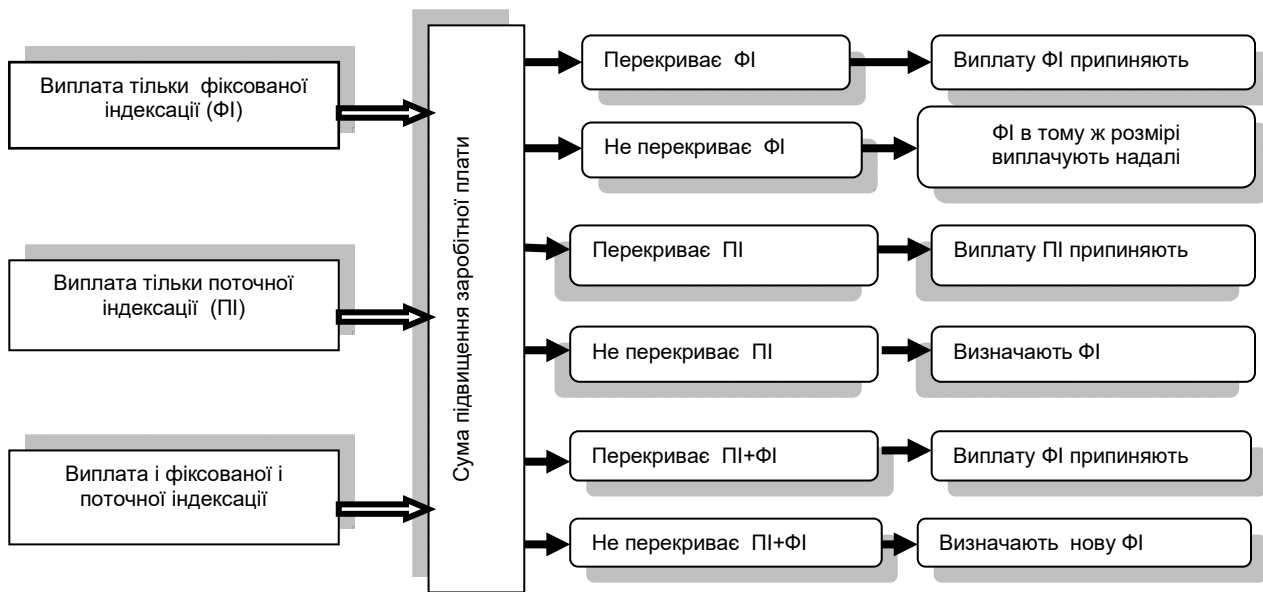 Виплата тільки фіксованої
індексації (ФІ)
Виплата тільки поточної
індексації (ПІ)
Виплата і фіксованої і
поточної індексації
Сума підвищення заробітної плати
Перекриває ФІ
Виплату ФІ припиняють
Не перекриває ФІ
ФІ в тому ж розмірі
виплачують надалі
Перекриває ПІ
Виплату ПІ припиняють
Не перекриває ПІ
Визначають ФІ
Перекриває ПІ+ФІ
Виплату ФІ припиняють
Не перекриває ПІ+ФІ
Визначають нову ФІ